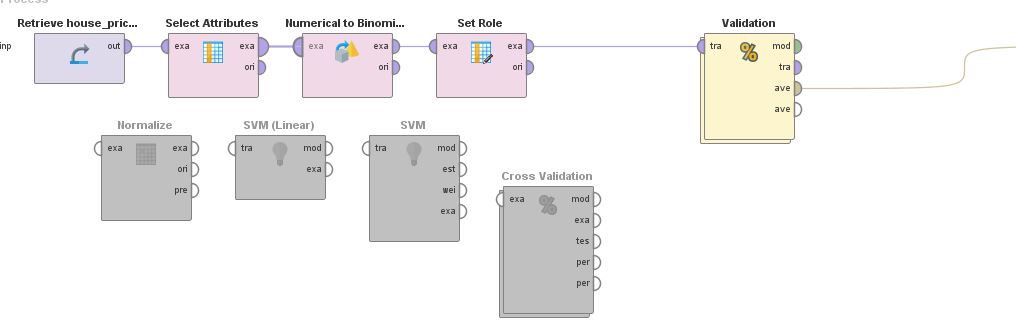 Process
Retrieve house_pric... Select Attributes Numerical to Binomi... Set Role Validation
inp out exa exa exa exa exa exa tra mod
ori ori ori tra
ave
ave
Normalize SVM (Linear) SVM
exa exa tra mod tra mod
ori exa est
pre wei
exa
Cross Validation
exa mod
exa
tes
per
per